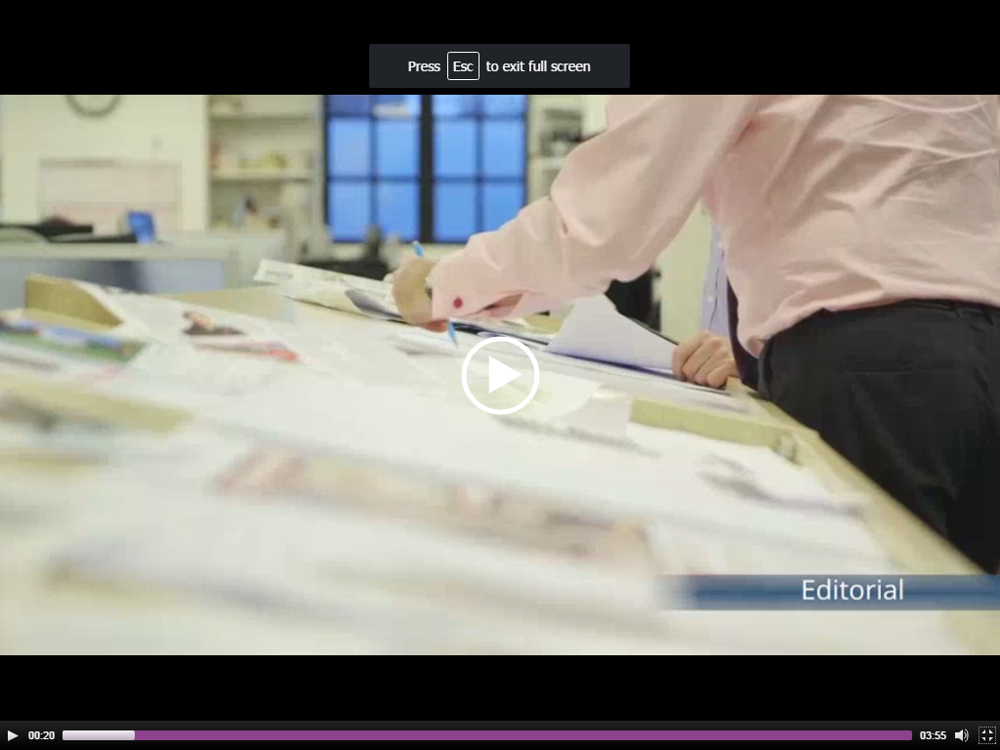 Press Esc to exit full screen
Editorial
00:20
03:55